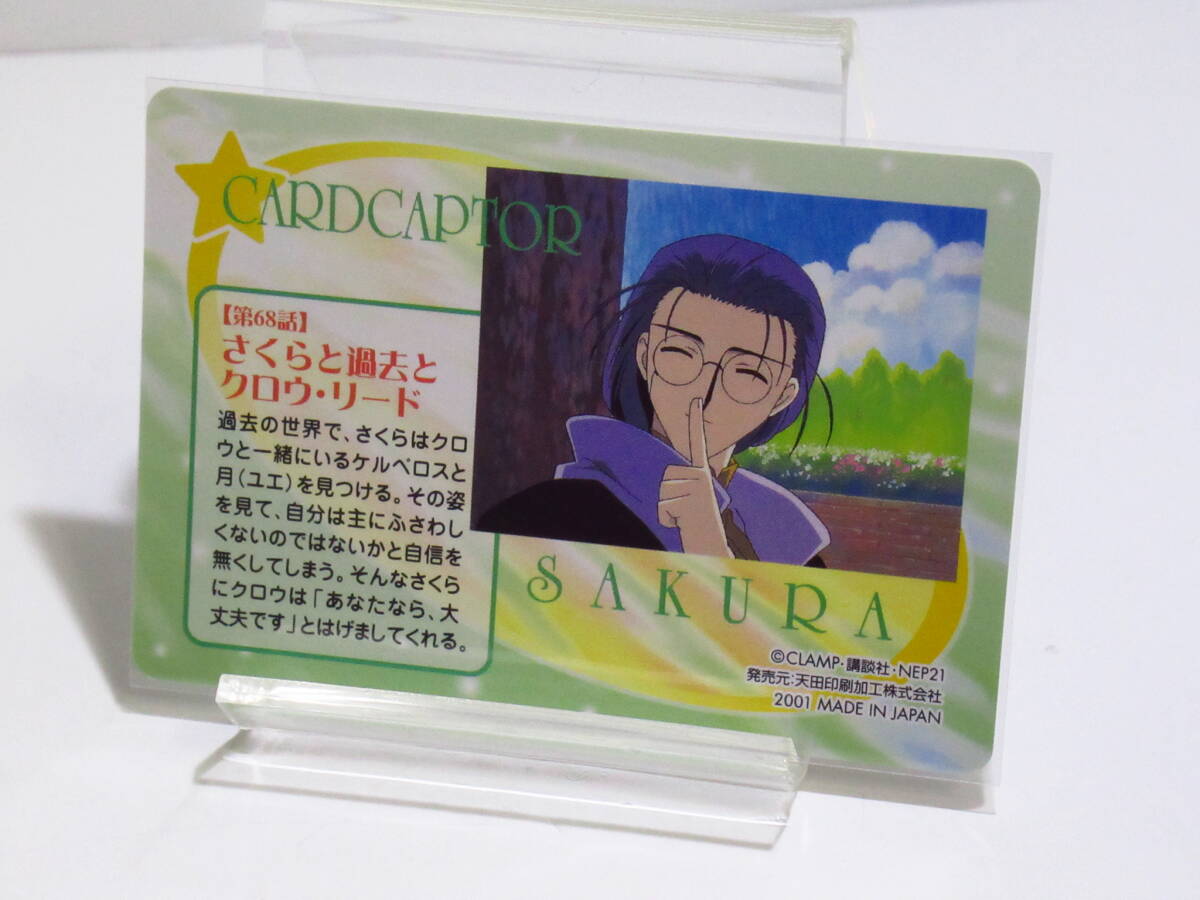 CARDCAPTOR
【第68話】
さくらと過去と
クロウ・リード
過去の世界で、さくらはクロ
ウと一緒にいるケルベロスと
月(ユエ)を見つける。その姿
を見て、自分は主にふさわし
くないのではないかと自信を
無くしてしまう。そんなさくら
にクロウは「あなたなら、大
丈夫です」とはげましてくれる。
SAKURA
©CLAMP・講談社・NEP21
発売元:天田印刷加工株式会社
2001 MADE IN JAPAN